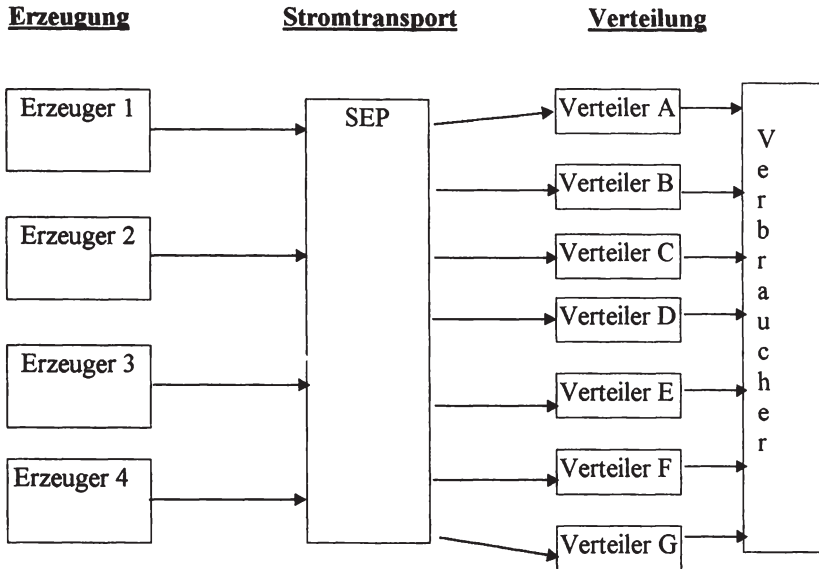 Erzeugung
Stromtransport
Verteilung
Erzeuger 1
Erzeuger 2
Erzeuger 3
Erzeuger 4
SEP
Verteiler A
Verteiler B
Verteiler C
Verteiler D
Verteiler E
Verteiler F
Verteiler G
Verbraucher